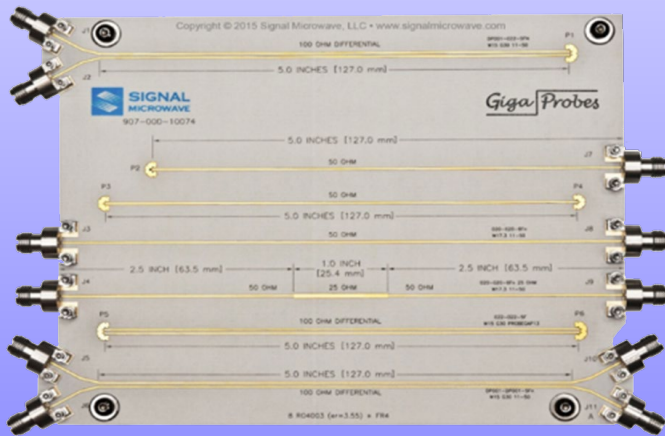 Copyright © 2015 Signal Microwave, LLC • www.signalmicrowave.com
J1
100 OHM DIFFERENTIAL
P1
J2
5.0 INCHES [127.0 mm]
SIGNAL
MICROWAVE
907-000-10074
Giga Probes
5.0 INCHES [127.0 mm]
J7
P2
50 OHM
P3
50 OHM
P4
5.0 INCHES [127.0 mm]
J3
50 OHM
J8
2.5 INCH [63.5 mm]
1.0 INCH
[25.4 mm]
2.5 INCH [63.5 mm]
J4
50 OHM
25 OHM
50 OHM
J9
P5
100 OHM DIFFERENTIAL
P6
5.0 INCHES [127.0 mm]
J5
J10
5.0 INCHES [127.0 mm]
100 OHM DIFFERENTIAL
J11
A
8 RO4003 (er=3.55) + FR4